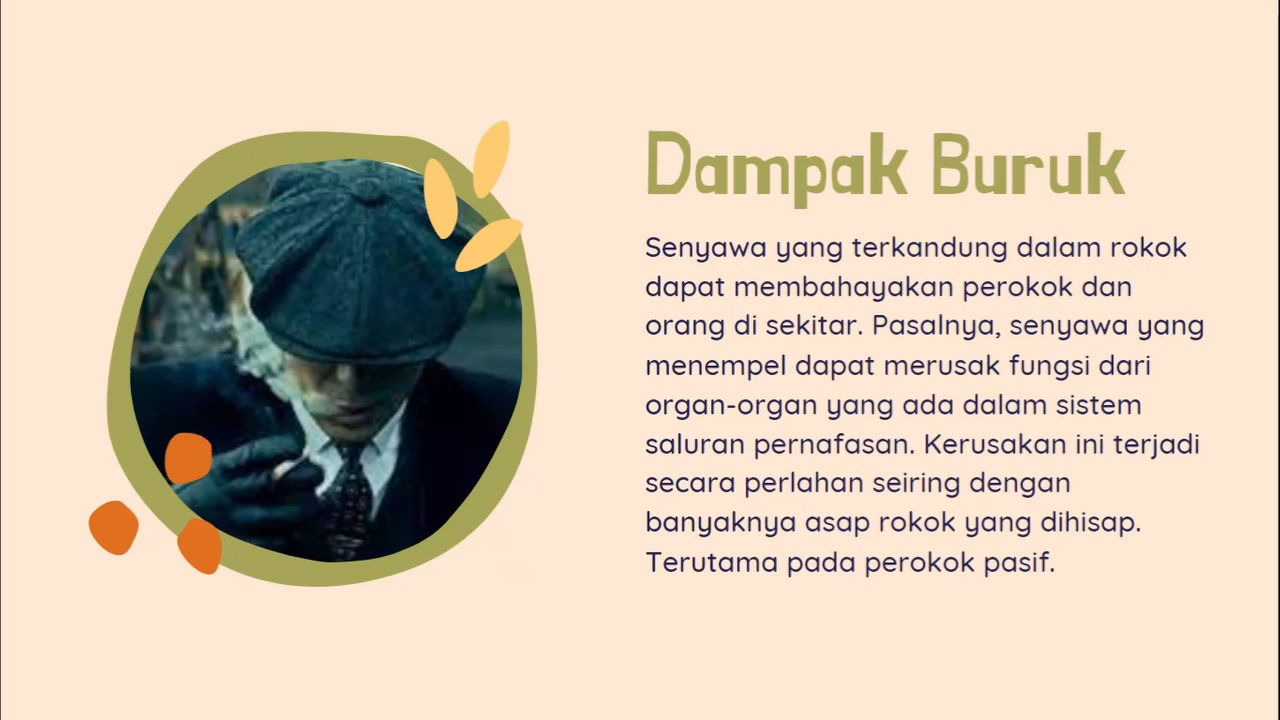 Dampak Buruk
Senyawa yang terkandung dalam rokok
dapat membahayakan perokok dan
orang di sekitar. Pasalnya, senyawa yang
menempel dapat merusak fungsi dari
organ-organ yang ada dalam sistem
saluran pernafasan. Kerusakan ini terjadi
secara perlahan seiring dengan
banyaknya asap rokok yang dihisap.
Terutama pada perokok pasif.